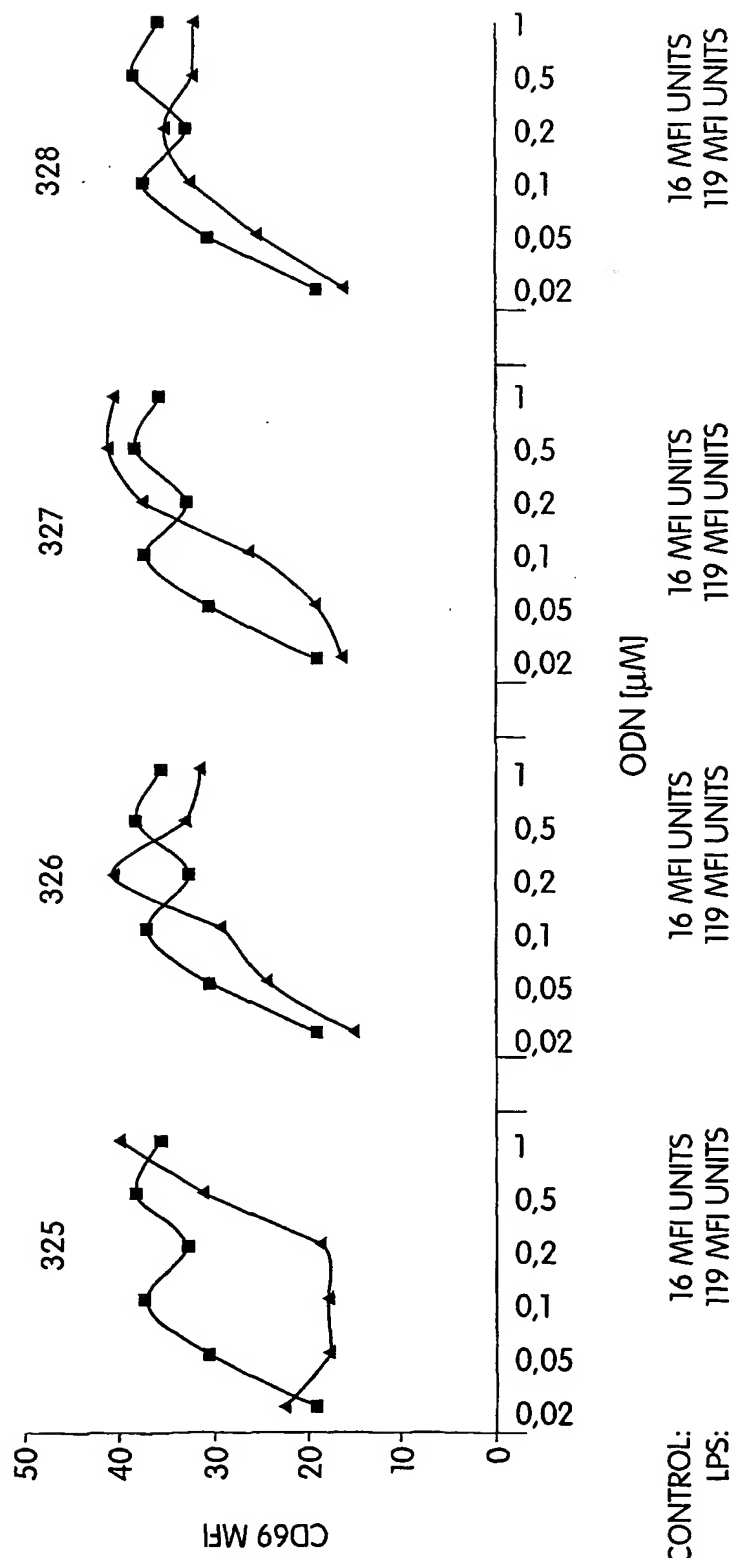 325
326
327
328
CD69 MFI
50
40
30
20
10
0
0,02 0,05 0,1 0,2 0,5 1
0,02 0,05 0,1 0,2 0,5 1
0,02 0,05 0,1 0,2 0,5 1
0,02 0,05 0,1 0,2 0,5 1
ODN [μM]
CONTROL: 16 MFI UNITS 16 MFI UNITS 16 MFI UNITS 16 MFI UNITS
LPS: 119 MFI UNITS 119 MFI UNITS 119 MFI UNITS 119 MFI UNITS